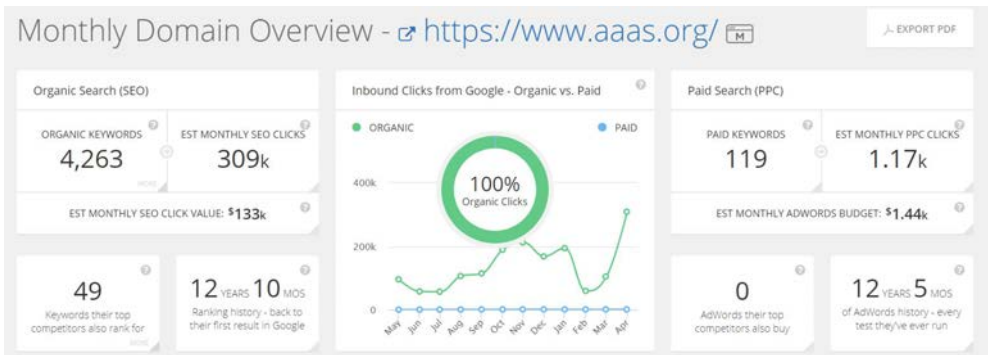 Monthly Domain Overview - https://www.aaas.org/ M
EXPORT PDF
Organic Search (SEO)
ORGANIC KEYWORDS
4,263
MORE
EST MONTHLY SEO CLICKS
309k
EST MONTHLY SEO CLICK VALUE: $133k
49
Keywords their top
competitors also rank for
MORE
12 YEARS 10 MOS
Ranking history - back to
their first result in Google
Inbound Clicks from Google - Organic vs. Paid
ORGANIC
PAID
100%
Organic Clicks
400k
200k
0
May Jun Jul Aug Sep Oct Nov Dec Jan Feb Mar Apr
Paid Search (PPC)
PAID KEYWORDS
119
EST MONTHLY PPC CLICKS
1.17k
EST MONTHLY ADWORDS BUDGET: $1.44k
0
AdWords their top
competitors also buy
12 YEARS 5 MOS
of AdWords history - every
test they've ever run